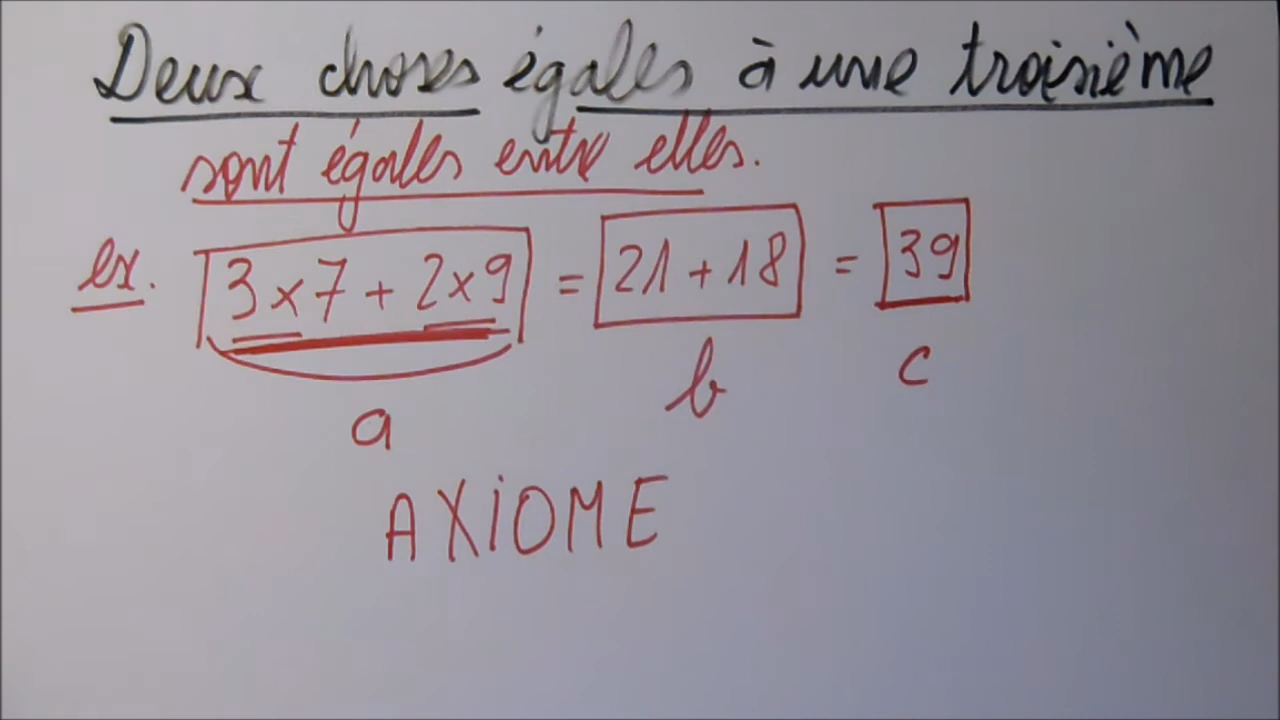 Deux choses égales à une troisième
sont égales entre elles.
ex. 3 x 7 + 2 x 9 = 21 + 18 = 39
a b c
AXIOME